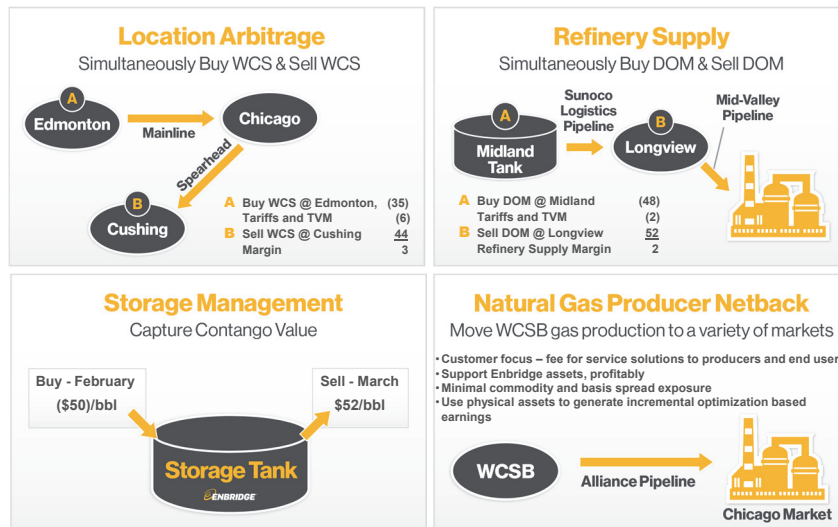 Location Arbitrage
Simultaneously Buy WCS & Sell WCS
A
Edmonton
Mainline
Chicago
Spearhead
B
Cushing
A Buy WCS @ Edmonton, (35)
Tariffs and TVM (6)
B Sell WCS @ Cushing 44
Margin 3
Refinery Supply
Simultaneously Buy DOM & Sell DOM
A
Midland
Tank
Sunoco
Logistics
Pipeline
B
Longview
Mid-Valley
Pipeline
A Buy DOM @ Midland (48)
Tariffs and TVM (2)
B Sell DOM @ Longview 52
Refinery Supply Margin 2
Storage Management
Capture Contango Value
Buy - February
($50)/bbl
Sell - March
$52/bbl
Storage Tank
ENBRIDGE
Natural Gas Producer Netback
Move WCSB gas production to a variety of markets
• Customer focus – fee for service solutions to producers and end user
• Support Enbridge assets, profitably
• Minimal commodity and basis spread exposure
• Use physical assets to generate incremental optimization based
earnings
WCSB
Alliance Pipeline
Chicago Market